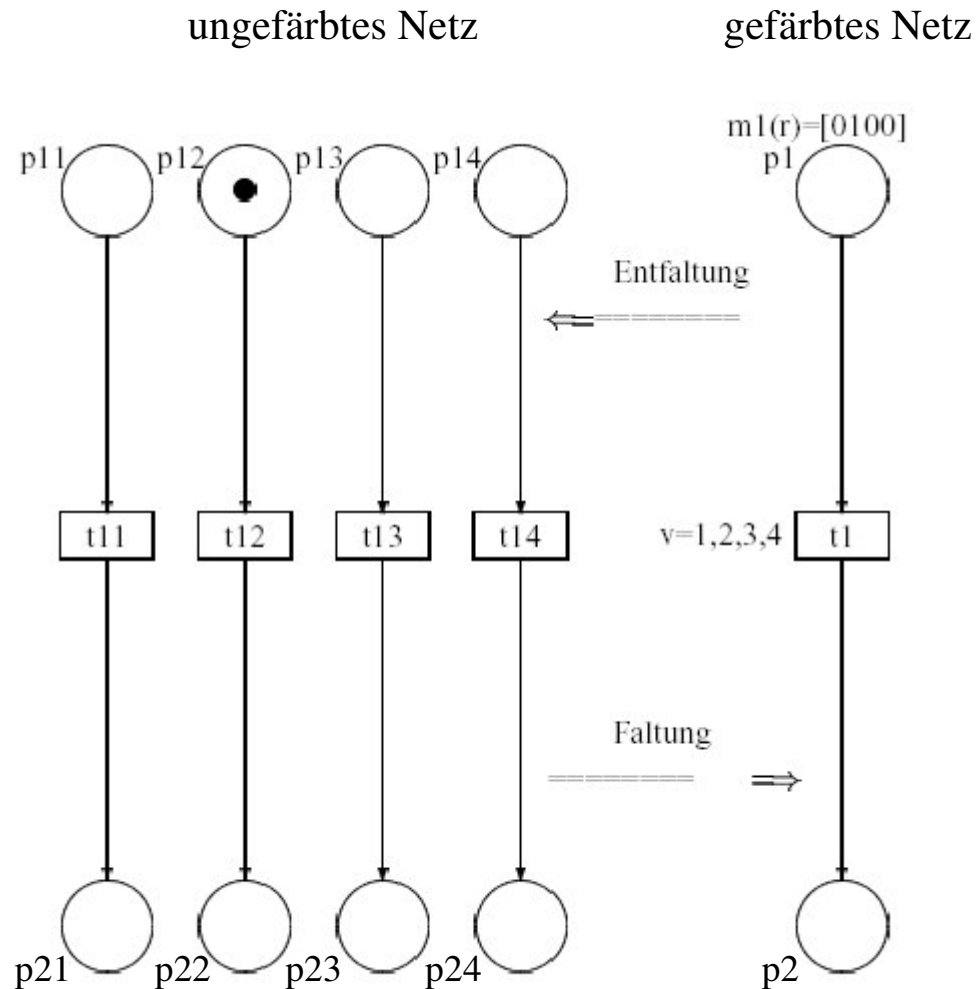 ungefärbtes Netz
gefärbtes Netz
m1(r)=[0100]
p11 p12 p13 p14 p1
Entfaltung
t11 t12 t13 t14 v=1,2,3,4 t1
Faltung
p21 p22 p23 p24 p2